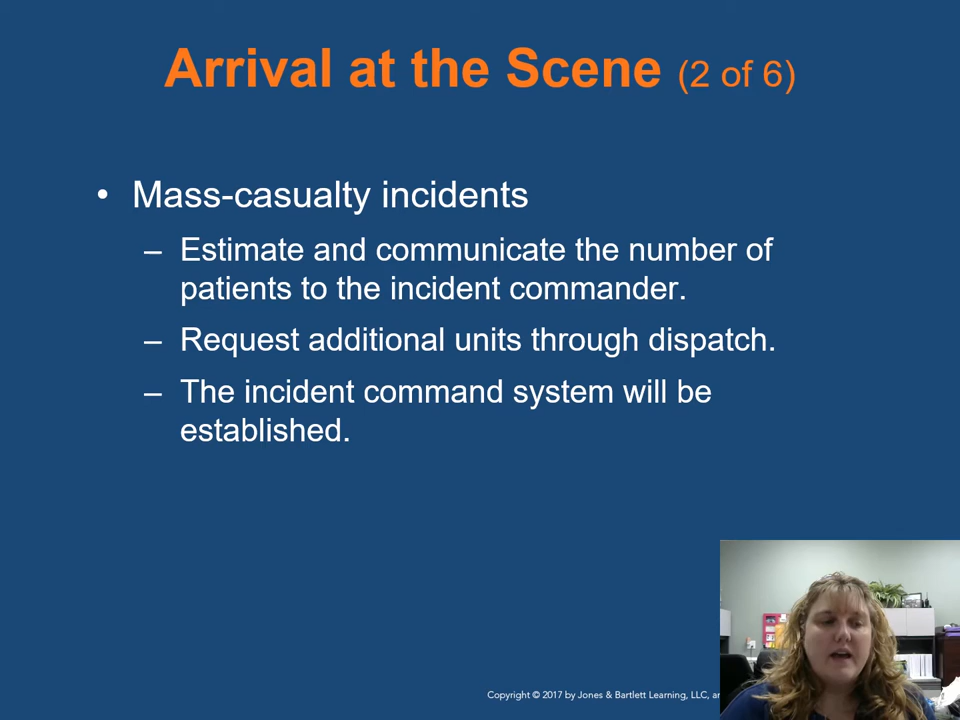 Arrival at the Scene (2 of 6)
• Mass-casualty incidents
– Estimate and communicate the number of
patients to the incident commander.
– Request additional units through dispatch.
– The incident command system will be
established.
Copyright © 2017 by Jones & Bartlett Learning, LLC, an